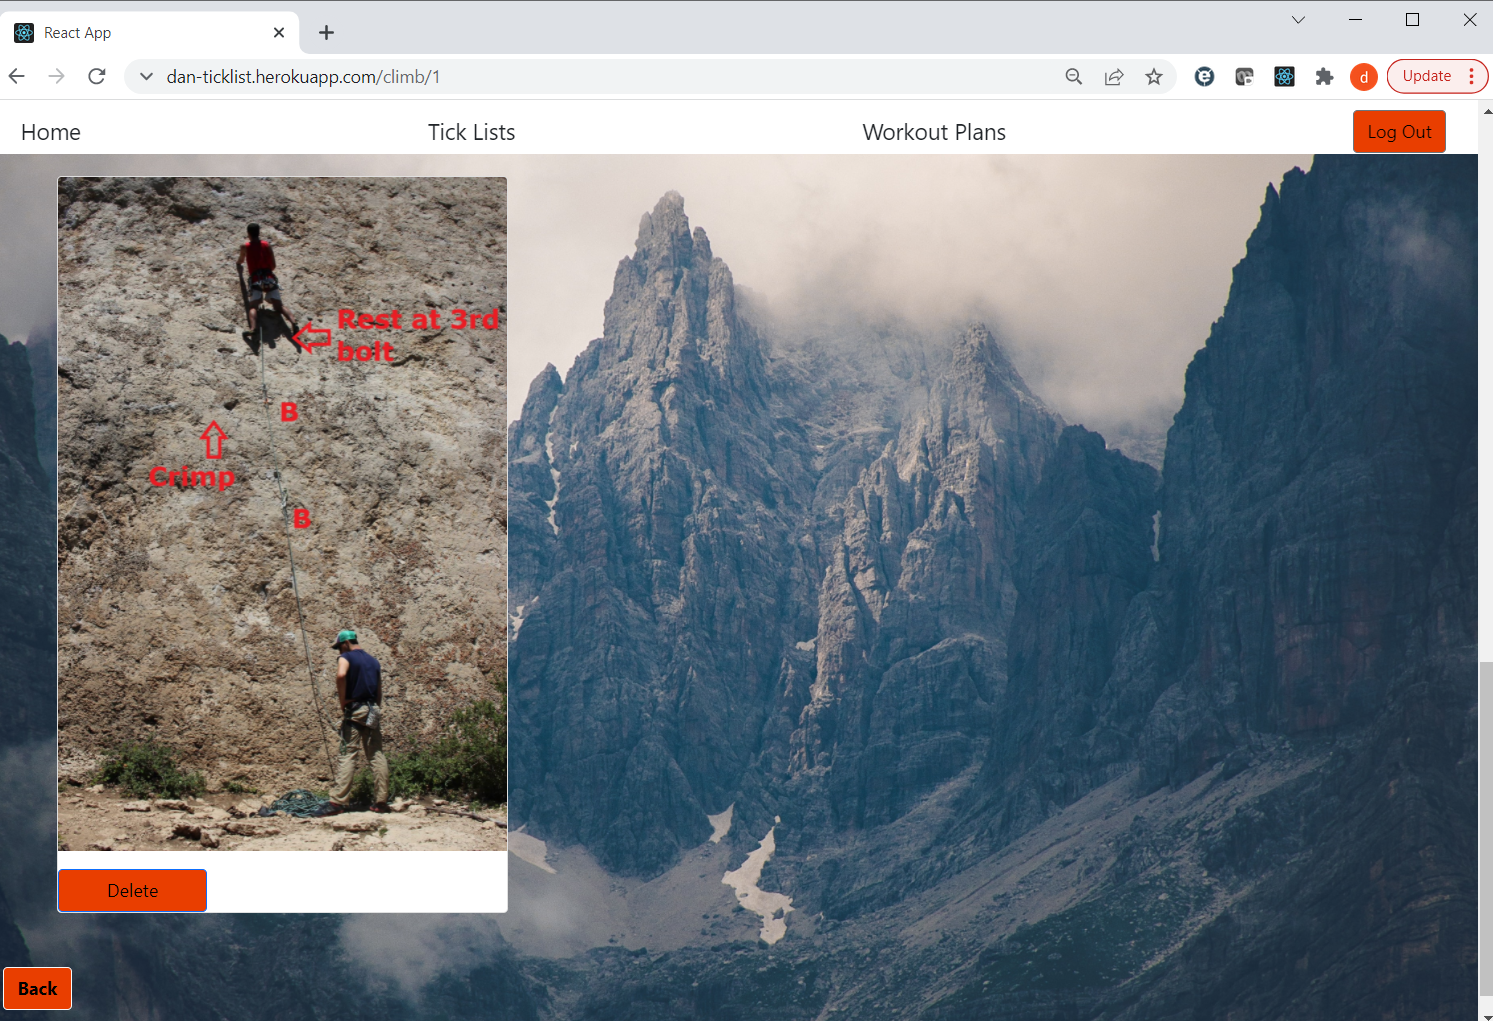 React App
dan-ticklist.herokuapp.com/climb/1
d
Update
Home
Tick Lists
Workout Plans
Log Out
Rest at 3rd
bolt
B
Crimp
B
Delete
Back